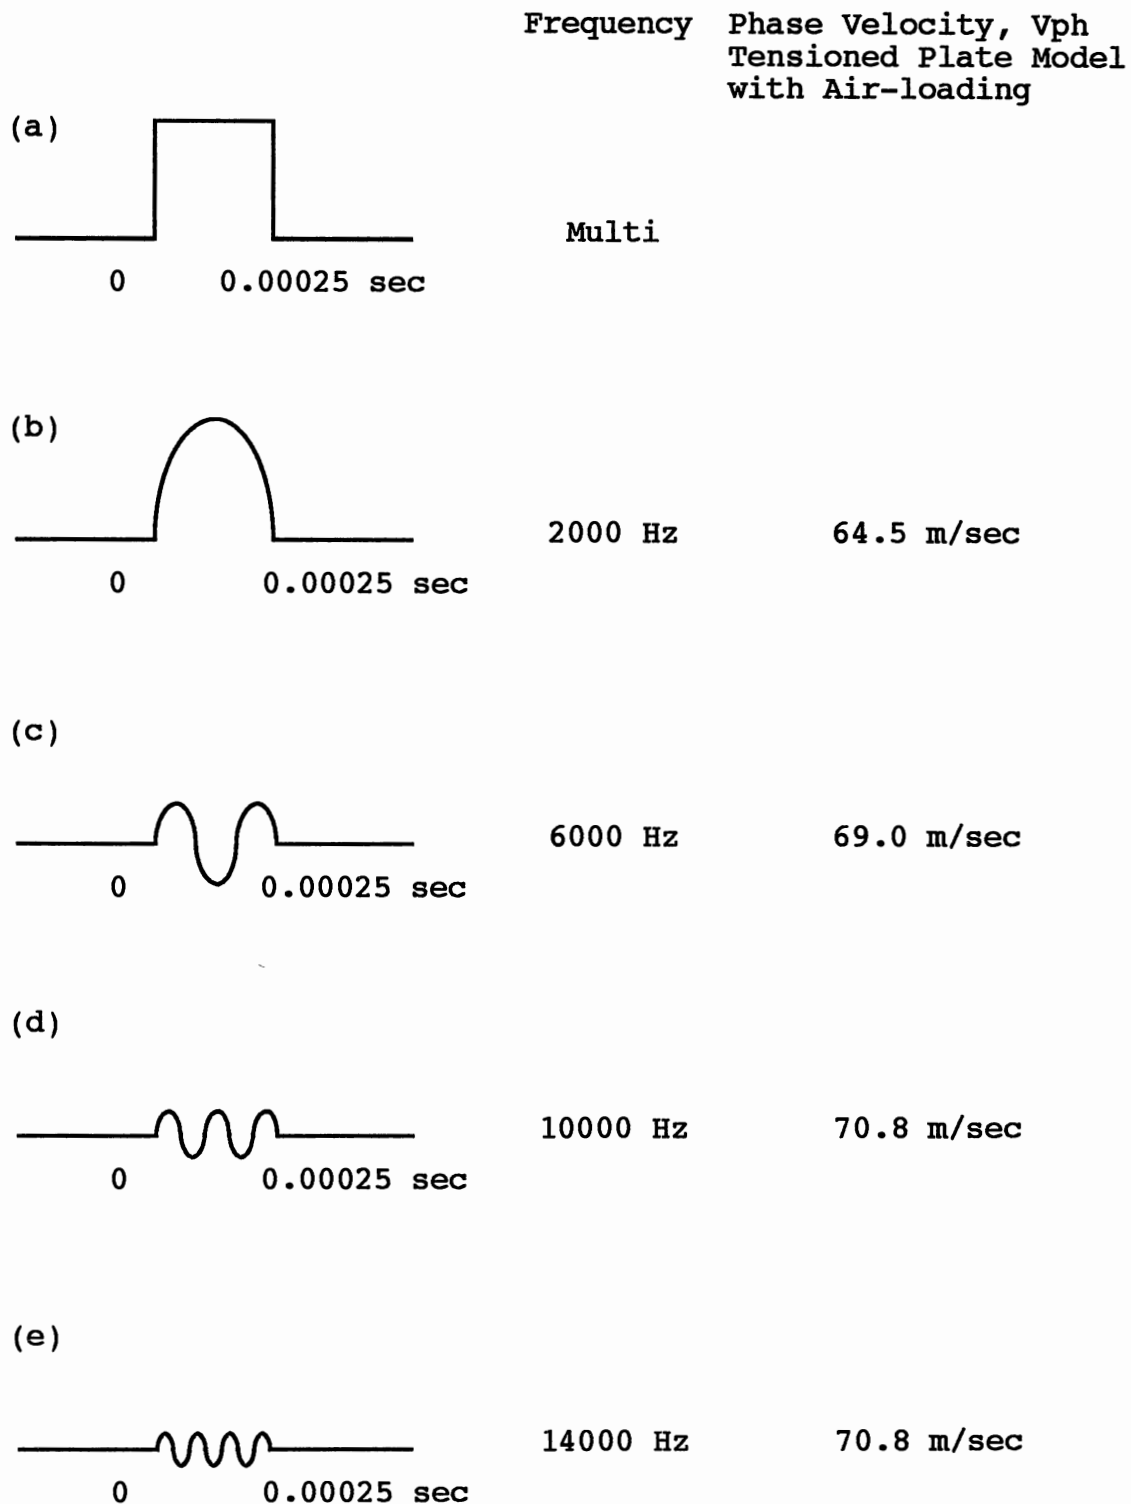 Frequency Phase Velocity, Vph
Tensioned Plate Model
with Air-loading
(a)
Multi
0 0.00025 sec
(b)
2000 Hz 64.5 m/sec
0 0.00025 sec
(c)
6000 Hz 69.0 m/sec
0 0.00025 sec
(d)
10000 Hz 70.8 m/sec
0 0.00025 sec
(e)
14000 Hz 70.8 m/sec
0 0.00025 sec